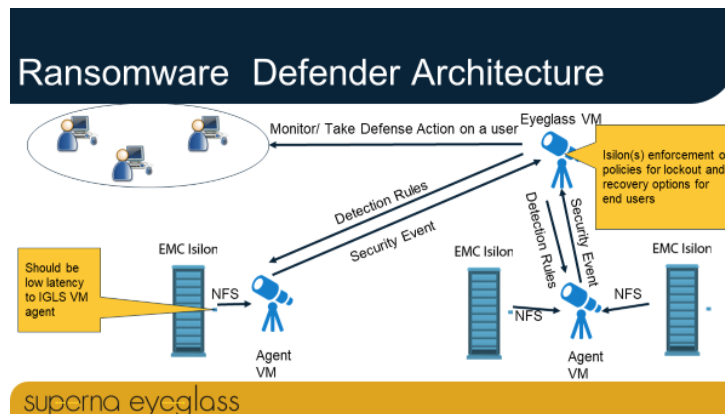 Ransomware Defender Architecture
Eyeglass VM
Monitor/ Take Defense Action on a user
Isilon(s) enforcement o
policies for lockout and
recovery options for
end users
Detection Rules
Security Event
Detection Rules
Security Event
EMC Isilon
EMC Isilon
EMC Isilon
Should be
low latency
to IGLS VM
agent
NFS
NFS
NFS
Agent
VM
Agent
VM
superna eyeglass